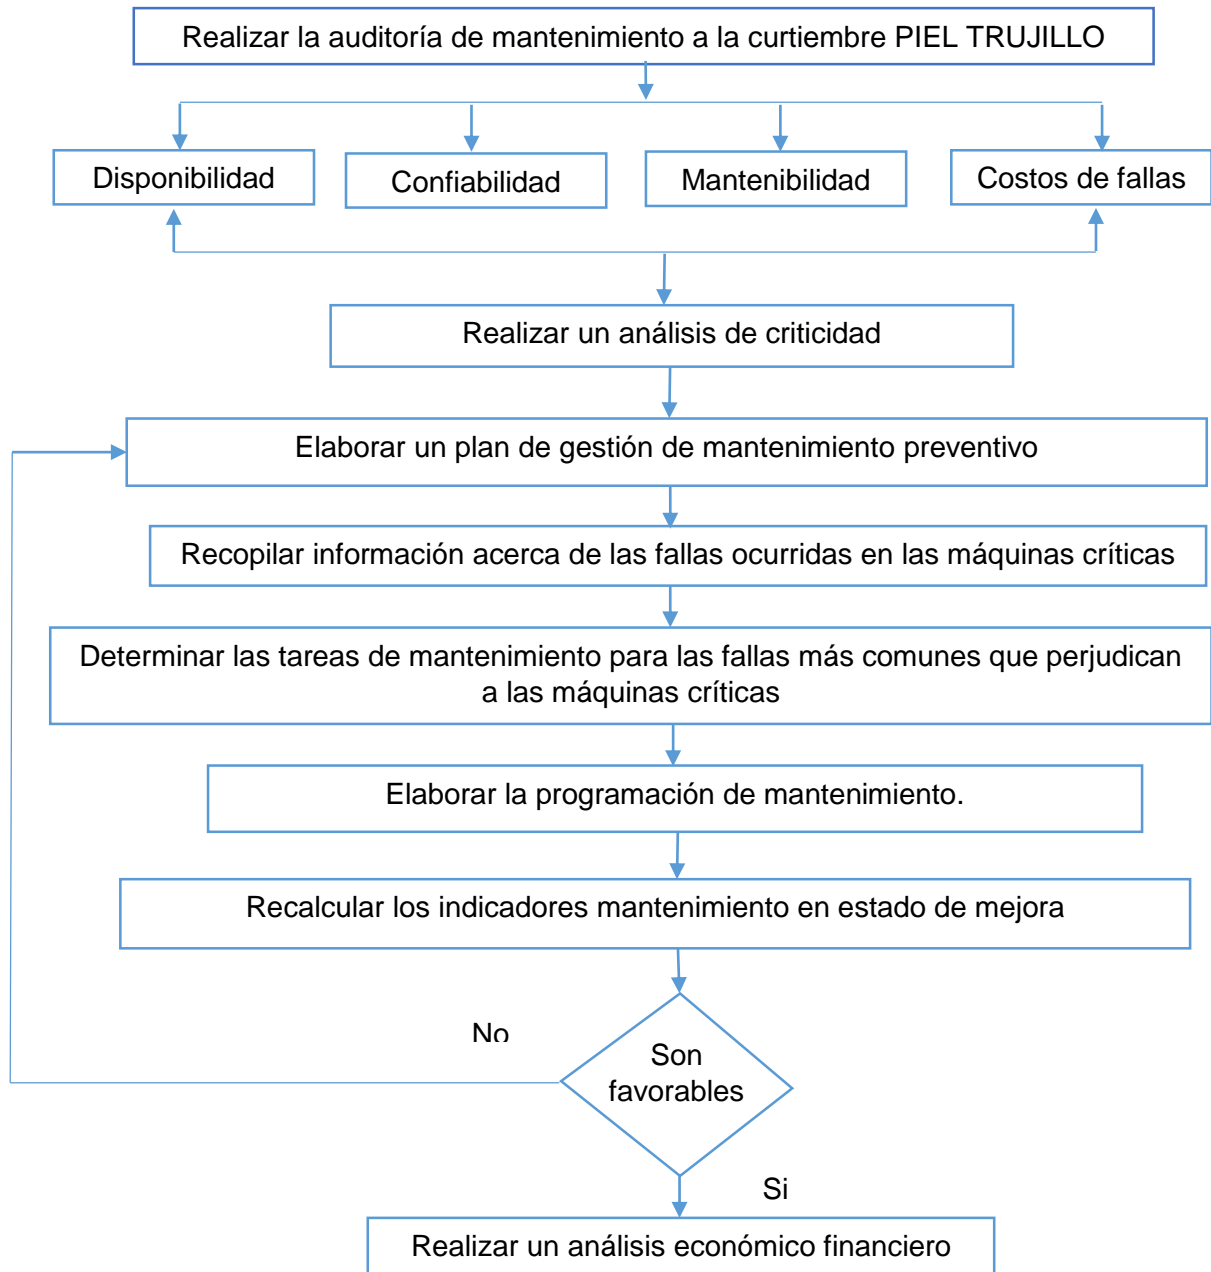 Realizar la auditoría de mantenimiento a la curtiembre PIEL TRUJILLO
Disponibilidad
Confiabilidad
Mantenibilidad
Costos de fallas
Realizar un análisis de criticidad
Elaborar un plan de gestión de mantenimiento preventivo
Recopilar información acerca de las fallas ocurridas en las máquinas críticas
Determinar las tareas de mantenimiento para las fallas más comunes que perjudican
a las máquinas críticas
Elaborar la programación de mantenimiento.
Recalcular los indicadores mantenimiento en estado de mejora
No
Son
favorables
Si
Realizar un análisis económico financiero